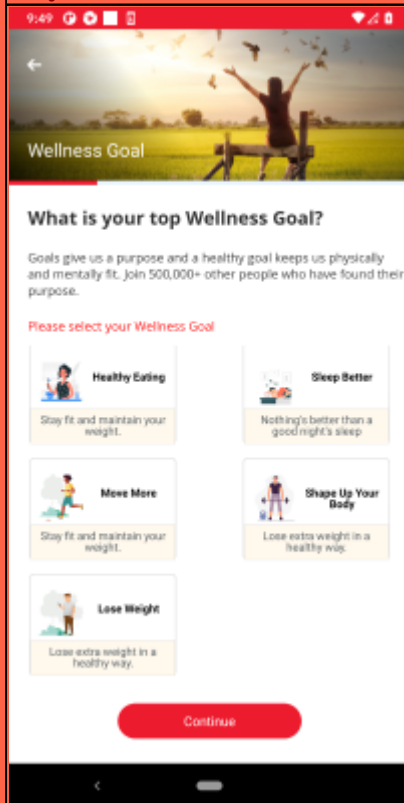 9:49
Wellness Goal
What is your top Wellness Goal?
Goals give us a purpose and a healthy goal keeps us physically
and mentally fit. Join 500,000+ other people who have found their
purpose.
Please select your Wellness Goal
Healthy Eating
Stay fit and maintain your
weight.
Sleep Better
Nothing's better than a
good night's sleep
Move More
Stay fit and maintain your
weight.
Shape Up Your
Body
Lose extra weight in a
healthy way.
Lose Weight
Lose extra weight in a
healthy way.
Continue